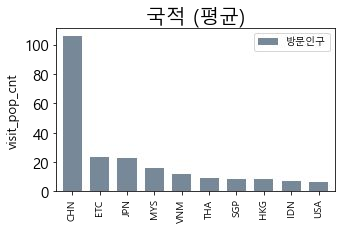 국적 (평균)
방문인구
visit_pop_cnt
100
80
60
40
20
0
CHN
ETC
JPN
MYS
VNM
THA
SGP
HKG
IDN
USA